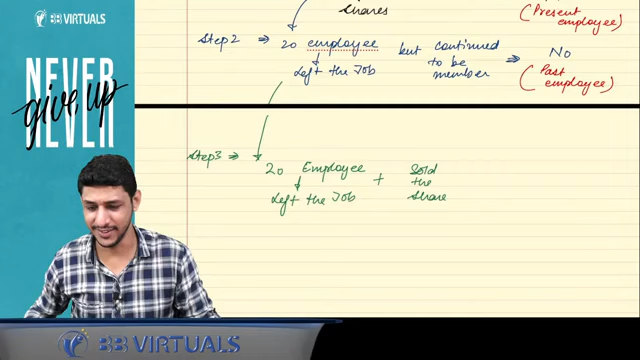 BB VIRTUALS
NEVER
give up
NEVER
Shares
(Present
employee)
Step2 ⇒ 20 employee but continued ⇒ No
Left the Job to be
member
(Past
employee)
Step3 ⇒
20 Employee + Sold
Left the Job the
Share
BB VIRTUALS